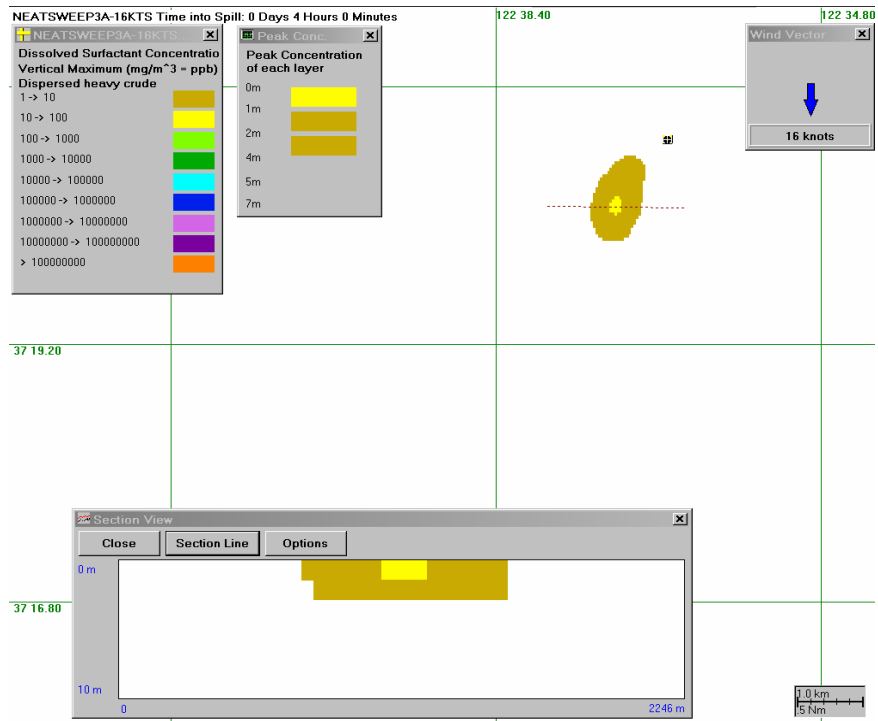 NEATSWEEP3A-16KTS Time into Spill: 0 Days 4 Hours 0 Minutes
122 38.40
122 34.80
NEATSWEEP3A-16KTS
Dissolved Surfactant Concentratio
Vertical Maximum (mg/m^3 = ppb)
Dispersed heavy crude
1 -> 10
10 -> 100
100 -> 1000
1000 -> 10000
10000 -> 100000
100000 -> 1000000
1000000 -> 10000000
10000000 -> 100000000
> 100000000
Peak Conc.
Peak Concentration
of each layer
0m
1m
2m
4m
5m
7m
Wind Vector
16 knots
37 19.20
Section View
Close
Section Line
Options
0 m
10 m
0
2246 m
37 16.80
1.0 km
.5 Nm